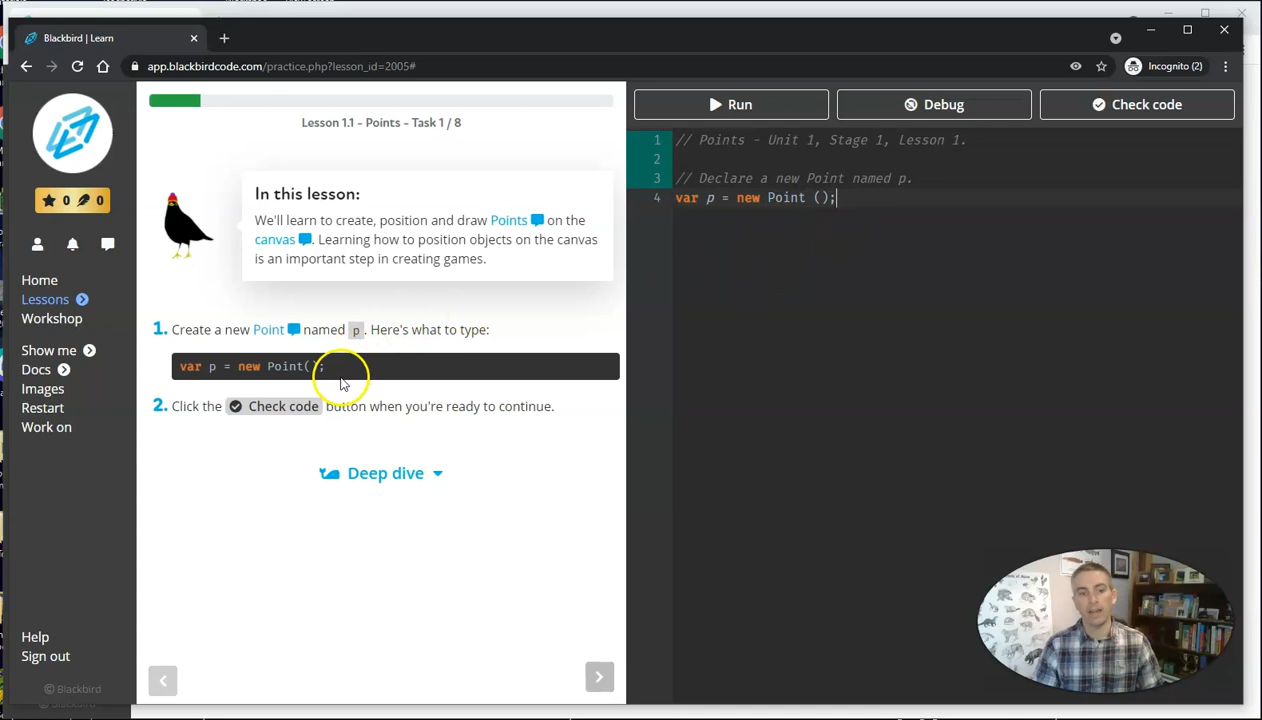 Blackbird | Learn
app.blackbirdcode.com/practice.php?lesson_id=2005#
Incognito (2)
0 0
Home
Lessons
Workshop
Show me
Docs
Images
Restart
Work on
Help
Sign out
© Blackbird
Lesson 1.1 - Points - Task 1 / 8
In this lesson:
We'll learn to create, position and draw Points on the
canvas . Learning how to position objects on the canvas
is an important step in creating games.
1. Create a new Point named p . Here's what to type:
var p = new Point();
2. Click the Check code button when you're ready to continue.
Deep dive
Run
Debug
Check code
1 // Points - Unit 1, Stage 1, Lesson 1.
2
3 // Declare a new Point named p.
4 var p = new Point ();